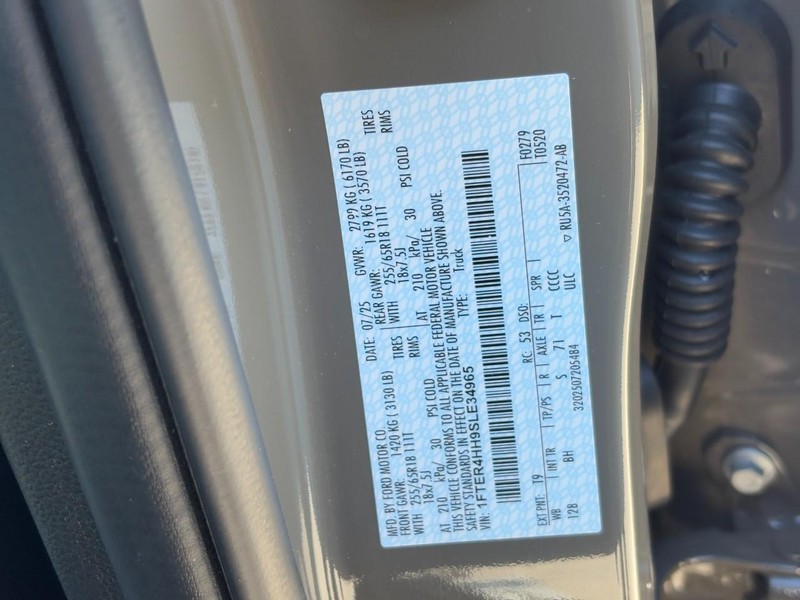 MFD. BY FORD MOTOR CO. DATE: 07/25 GVWR: 2799 KG ( 6170 LB)
FRONT GAWR: 1420 KG ( 3130 LB) REAR GAWR: 1619 KG ( 3570 LB)
WITH 255/65R18 111T TIRES WITH 255/65R18 111T TIRES
18x7.5J RIMS 18x7.5J RIMS
AT 210 kPa/ 30 PSI COLD AT 210 kPa/ 30 PSI COLD
THIS VEHICLE CONFORMS TO ALL APPLICABLE FEDERAL MOTOR VEHICLE
SAFETY STANDARDS IN EFFECT ON THE DATE OF MANUFACTURE SHOWN ABOVE.
VIN: 1FTER4HH9SLE34965 TYPE: Truck
F0279
EXT PNT: T9 RC: 53 DSO: T0520
WB INT TR TP/PS R AXLE TR SPR
128 BH S 7I T CCCC
ULC
3202507205484 ▽ RU5A-3520472-AB